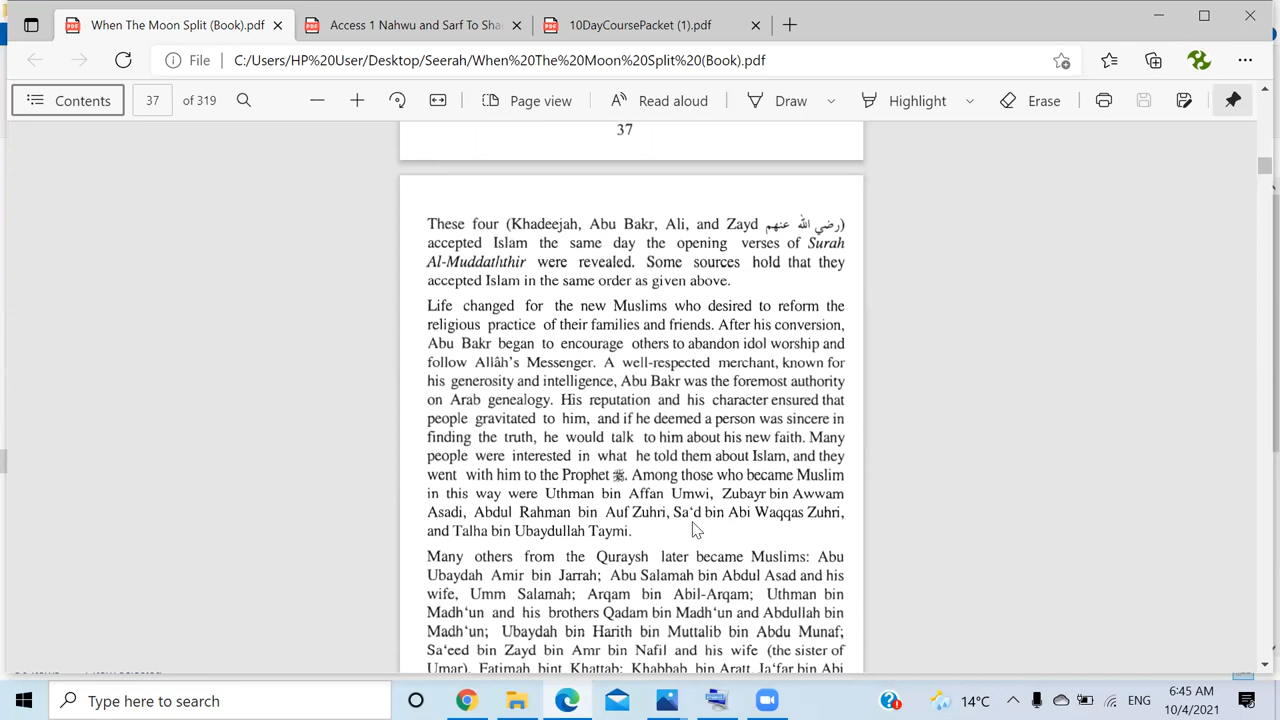 When The Moon Split (Book).pdf
Access 1 Nahwu and Sarf To Sha
10DayCoursePacket (1).pdf
File
C:/Users/HP%20User/Desktop/Seerah/When%20The%20Moon%20Split%20(Book).pdf
Contents 37 of 319 Page view Read aloud Draw Highlight Erase
37
These four (Khadeejah, Abu Bakr, Ali, and Zayd رضي الله عنهم)
accepted Islam the same day the opening verses of Surah
Al-Muddaththir were revealed. Some sources hold that they
accepted Islam in the same order as given above.
Life changed for the new Muslims who desired to reform the
religious practice of their families and friends. After his conversion,
Abu Bakr began to encourage others to abandon idol worship and
follow Allâh's Messenger. A well-respected merchant, known for
his generosity and intelligence, Abu Bakr was the foremost authority
on Arab genealogy. His reputation and his character ensured that
people gravitated to him, and if he deemed a person was sincere in
finding the truth, he would talk to him about his new faith. Many
people were interested in what he told them about Islam, and they
went with him to the Prophet ﷺ. Among those who became Muslim
in this way were Uthman bin Affan Umwi, Zubayr bin Awwam
Asadi, Abdul Rahman bin Auf Zuhri, Sa‘d bin Abi Waqqas Zuhri,
and Talha bin Ubaydullah Taymi.
Many others from the Quraysh later became Muslims: Abu
Ubaydah Amir bin Jarrah; Abu Salamah bin Abdul Asad and his
wife, Umm Salamah; Arqam bin Abil-Arqam; Uthman bin
Madh‘un and his brothers Qadam bin Madh‘un and Abdullah bin
Madh‘un; Ubaydah bin Harith bin Muttalib bin Abdu Munaf;
Sa‘eed bin Zayd bin Amr bin Nafil and his wife (the sister of
Umar), Fatimah bint Khattab; Khabbab bin Aratt, Ja‘far bin Abi
Type here to search
14°C
ENG
6:45 AM
10/4/2021